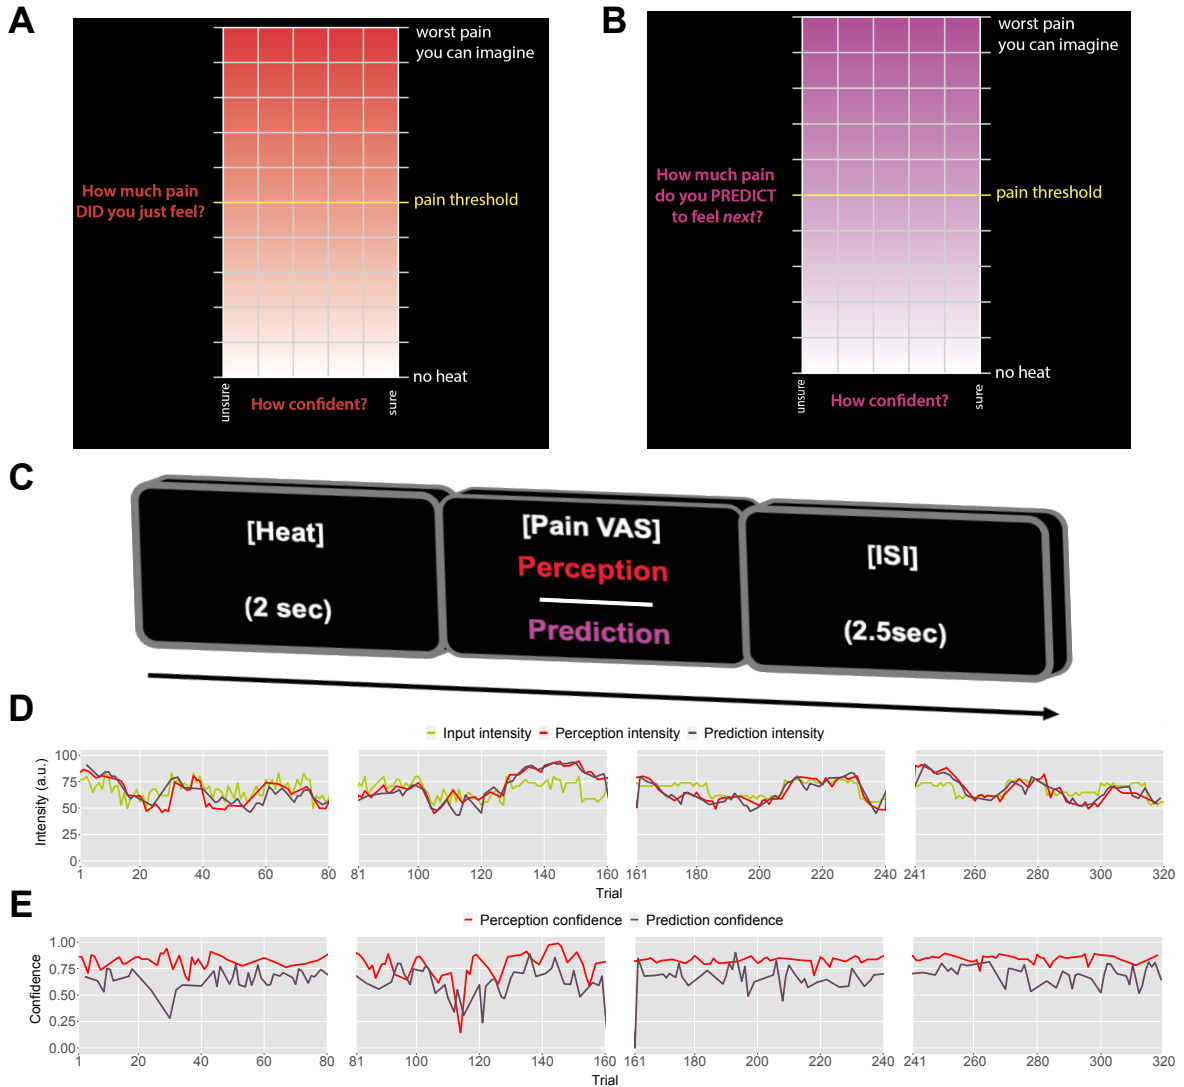 A
worst pain
you can imagine
How much pain
DID you just feel?
pain threshold
no heat
unsure
How confident?
sure
B
worst pain
you can imagine
How much pain
do you PREDICT
to feel next?
pain threshold
no heat
unsure
How confident?
sure
C
[Heat]
(2 sec)
[Pain VAS]
Perception
Prediction
[ISI]
(2.5sec)
D
Input intensity Perception intensity Prediction intensity
Intensity (a.u.)
100
75
50
25
0
1 20 40 60 80 81 100 120 140 160 161 180 200 220 240 241 260 280 300 320
Trial
E
Perception confidence Prediction confidence
Confidence
1.00
0.75
0.50
0.25
0.00
1 20 40 60 80 81 100 120 140 160 161 180 200 220 240 241 260 280 300 320
Trial